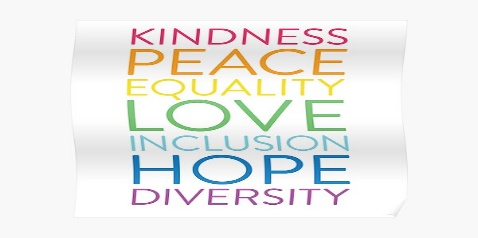 KINDNESS
PEACE
EQUALITY
LOVE
INCLUSION
HOPE
DIVERSITY